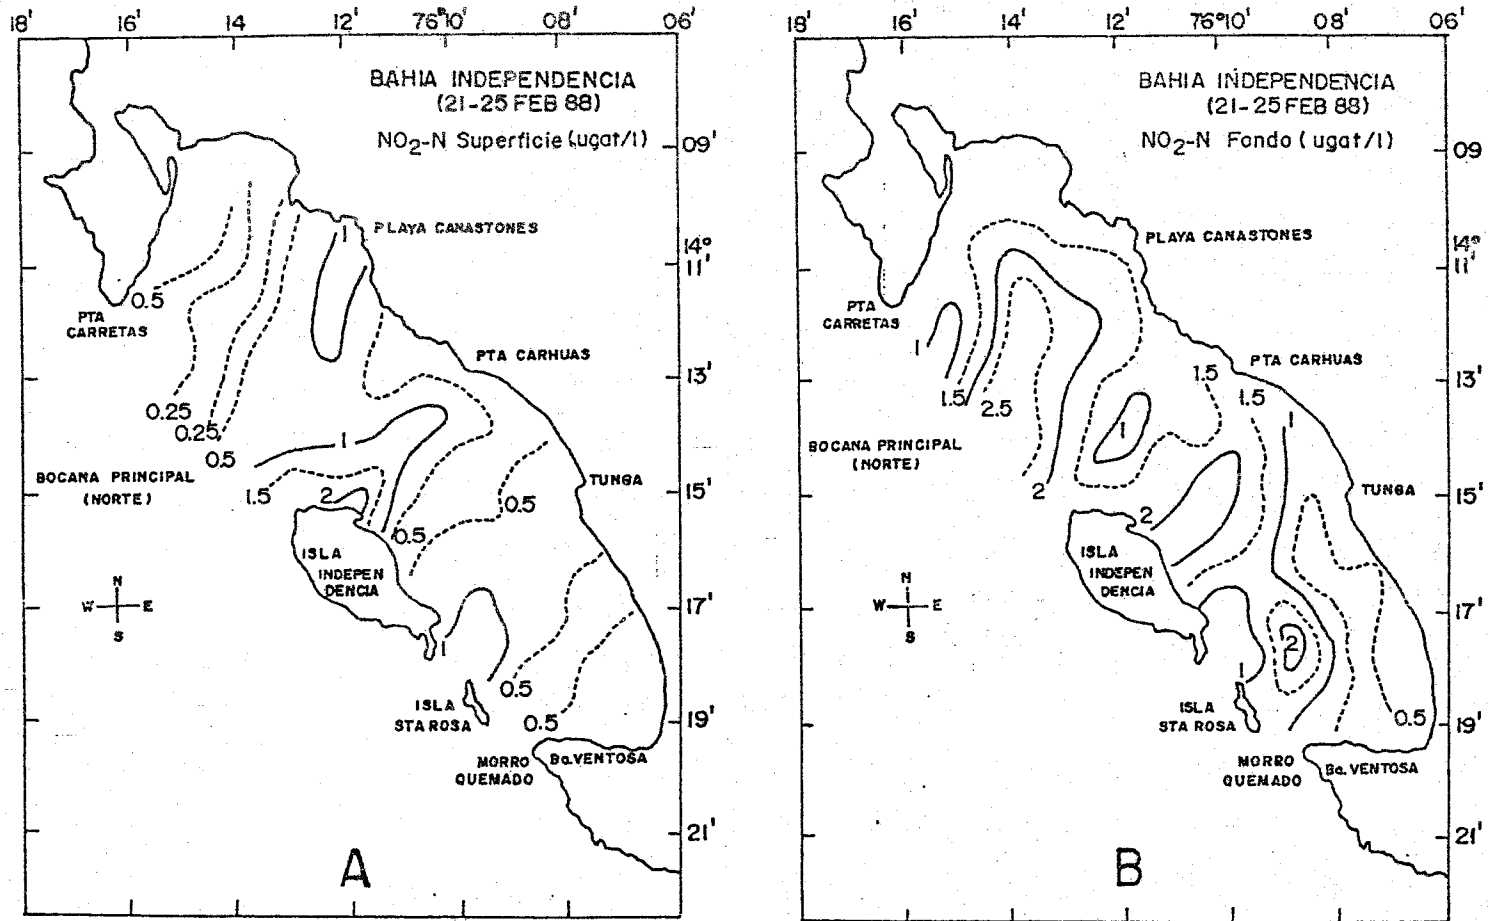 18' 16' 14 12' 76°10' 08' 06'
BAHIA INDEPENDENCIA
(21-25 FEB 88)
NO2-N Superficie (ugat/l)
09'
PLAYA CANASTONES
14°
11'
1
0.5
PTA
CARRETAS
PTA CARHUAS
13'
0.25
0.25
0.5
1
BOCANA PRINCIPAL
(NORTE)
1.5
2
0.5
0.5
TUNGA
15'
ISLA
INDEPEN
DENCIA
N
W E
S
17'
1
0.5
ISLA
STA ROSA
0.5
19'
MORRO
QUEMADO
Ba. VENTOSA
21'
A
18' 16' 14' 12' 76°10' 08' 06'
BAHIA INDEPENDENCIA
(21-25 FEB 88)
NO2-N Fondo (ugat/l)
09
PLAYA CANASTONES
14°
11'
PTA
CARRETAS
1
PTA CARHUAS
13'
1.5
2.5
1.5
1.5
1
1
BOCANA PRINCIPAL
(NORTE)
2
2
TUNGA
15'
ISLA
INDEPEN
DENCIA
N
W E
S
17'
2
1
ISLA
STA ROSA
0.5
19'
MORRO
QUEMADO
Ba. VENTOSA
21'
B